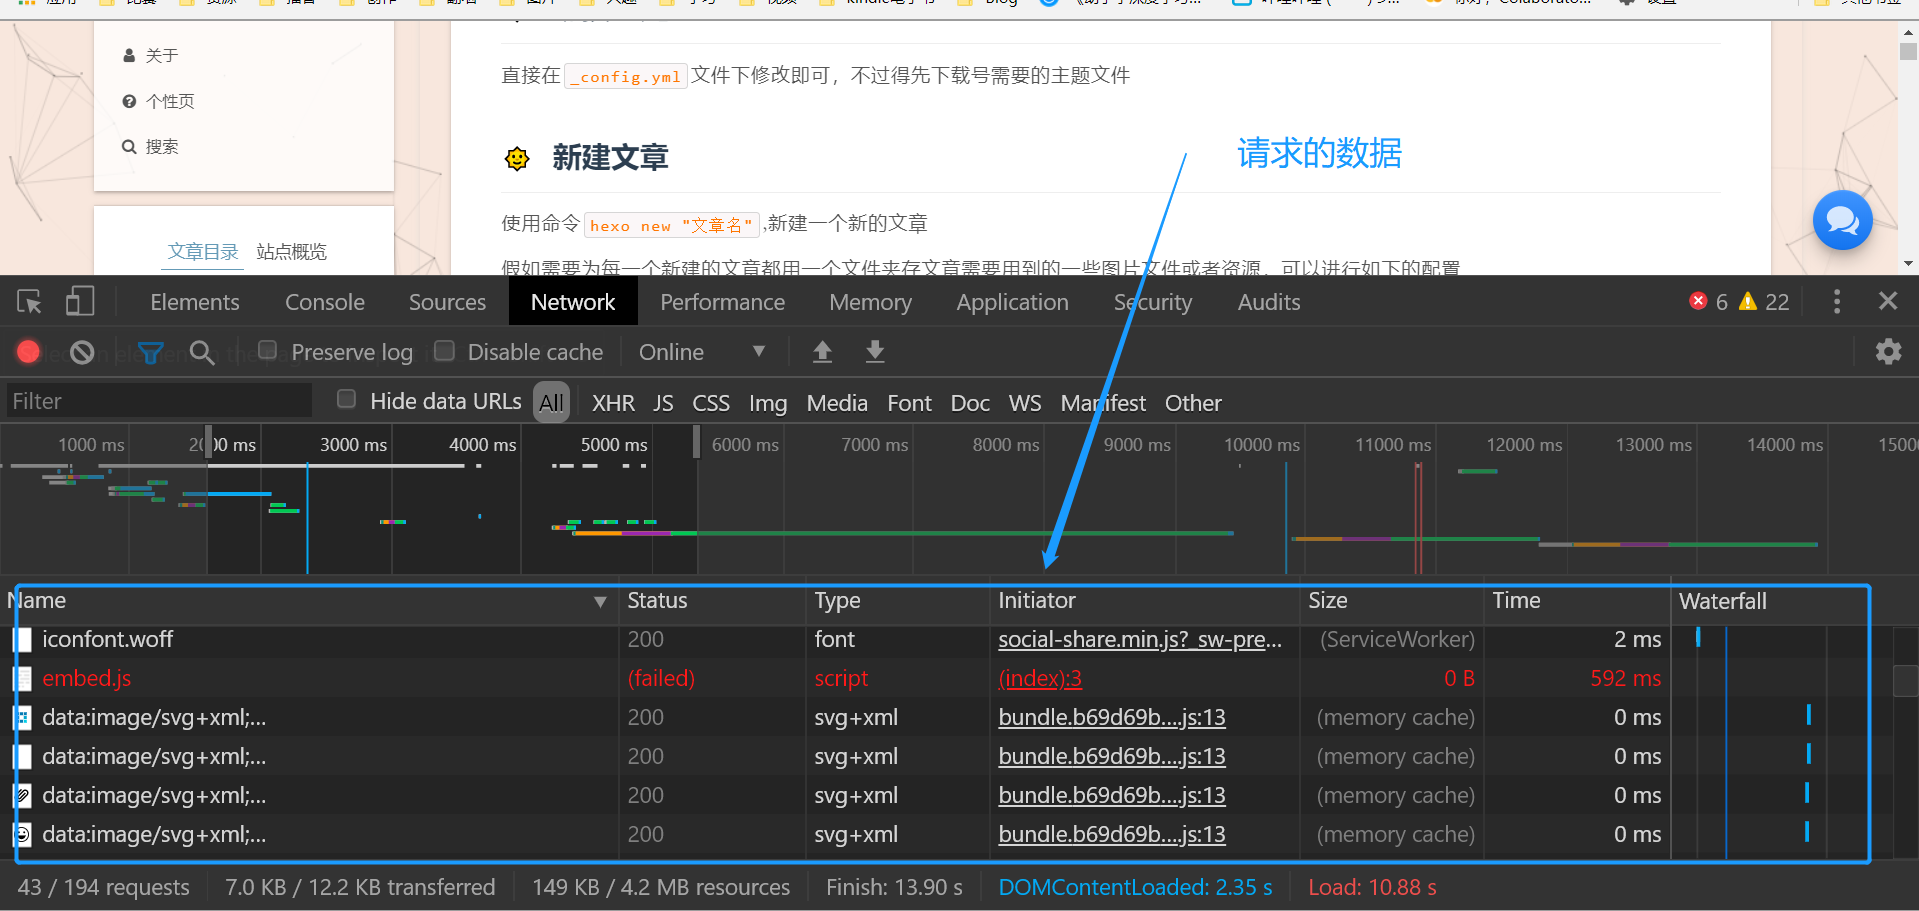 关于
个性页
搜索
文章目录 站点概览
直接在 _config.yml 文件下修改即可，不过得先下载号需要的主题文件
新建文章
请求的数据
使用命令 hexo new "文章名" ,新建一个新的文章
假如需要为每一个新建的文章都用一个文件夹存文章需要用到的一些图片文件或者资源，可以进行如下的配置
Elements Console Sources Network Performance Memory Application Security Audits 6 22
Preserve log Disable cache Online
Filter Hide data URLs All XHR JS CSS Img Media Font Doc WS Manifest Other
1000 ms 2000 ms 3000 ms 4000 ms 5000 ms 6000 ms 7000 ms 8000 ms 9000 ms 10000 ms 11000 ms 12000 ms 13000 ms 14000 ms
Name Status Type Initiator Size Time Waterfall
iconfont.woff 200 font social-share.min.js?_sw-pre... (ServiceWorker) 2 ms
embed.js (failed) script (index):3 0 B 592 ms
data:image/svg+xml;... 200 svg+xml bundle.b69d69b....js:13 (memory cache) 0 ms
data:image/svg+xml;... 200 svg+xml bundle.b69d69b....js:13 (memory cache) 0 ms
data:image/svg+xml;... 200 svg+xml bundle.b69d69b....js:13 (memory cache) 0 ms
data:image/svg+xml;... 200 svg+xml bundle.b69d69b....js:13 (memory cache) 0 ms
43 / 194 requests 7.0 KB / 12.2 KB transferred 149 KB / 4.2 MB resources Finish: 13.90 s DOMContentLoaded: 2.35 s Load: 10.88 s